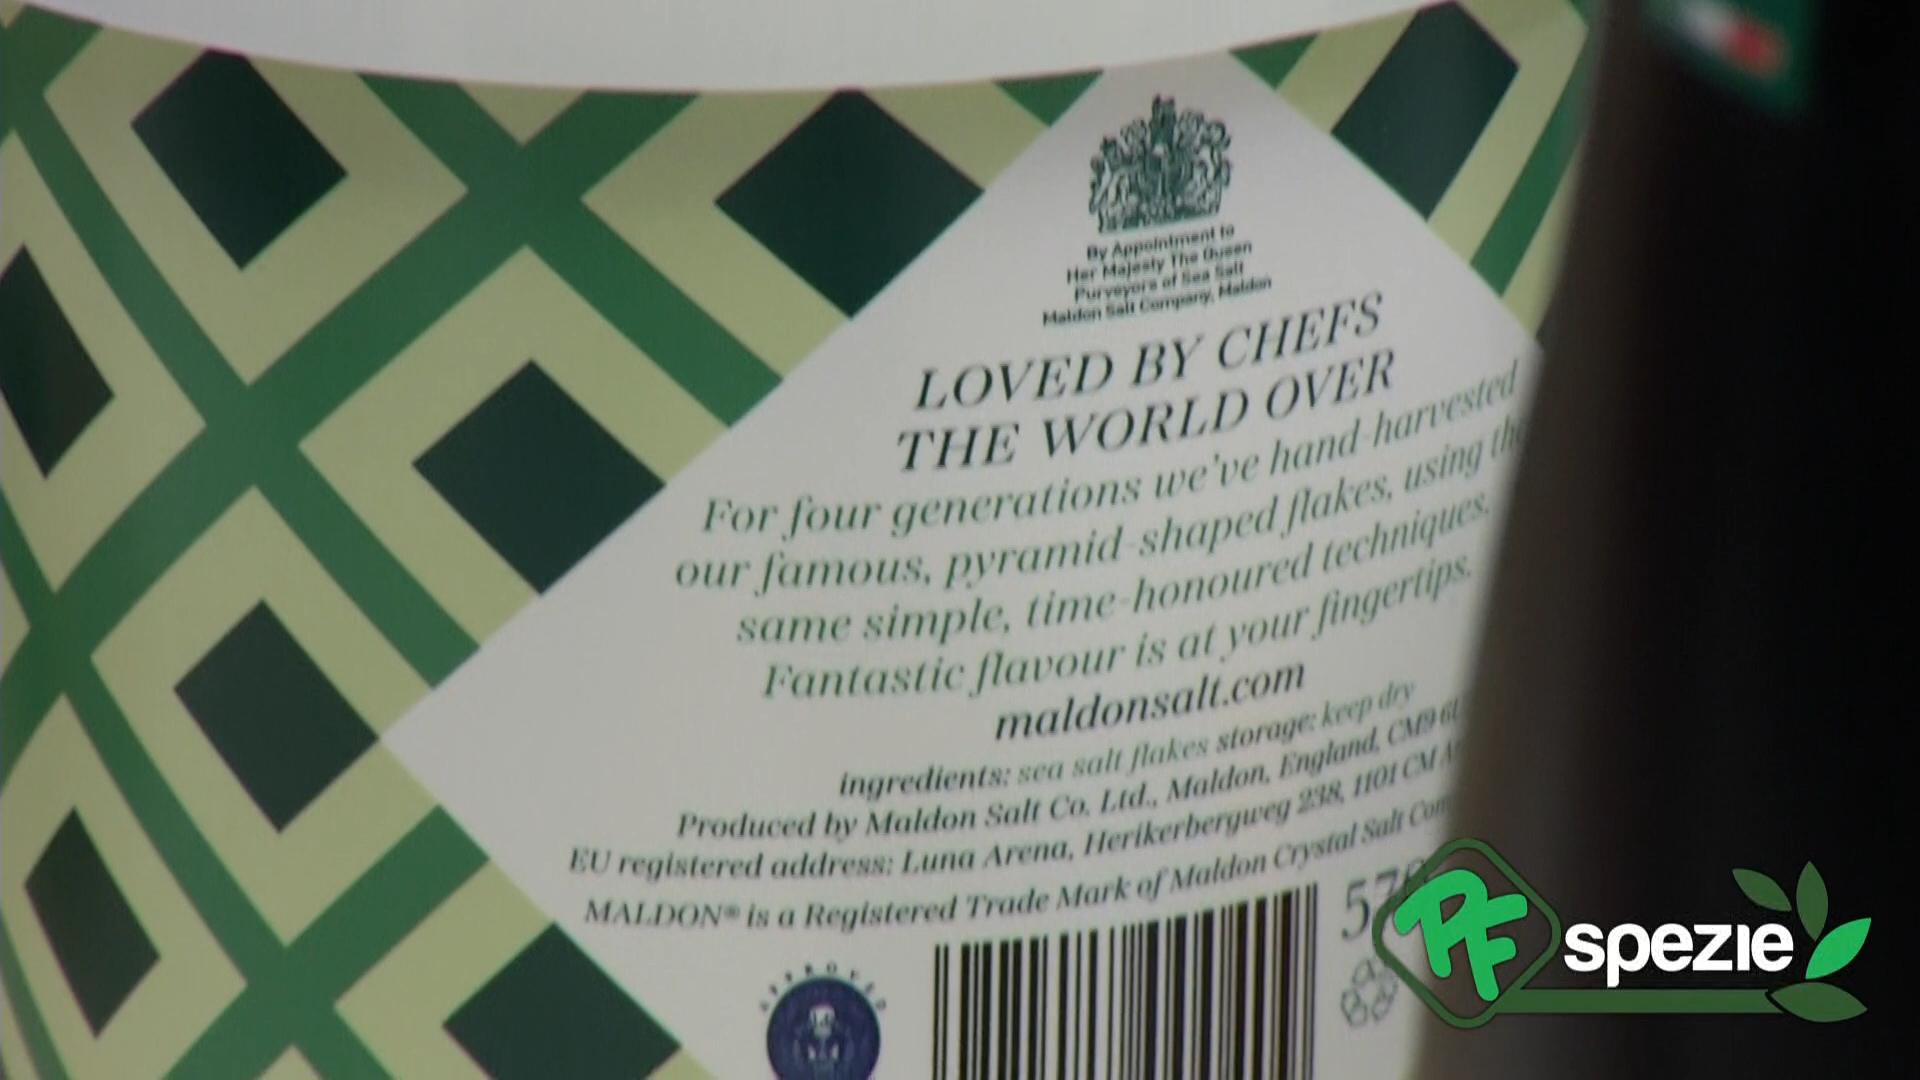 By Appointment to
Her Majesty The Queen
Purveyors of Sea Salt
Maldon Salt Company, Maldon
LOVED BY CHEFS
THE WORLD OVER
For four generations we've hand-harvested
our famous, pyramid-shaped flakes, using the
same simple, time-honoured techniques.
Fantastic flavour is at your fingertips.
maldonsalt.com
ingredients: sea salt flakes storage: keep dry
Produced by Maldon Salt Co. Ltd., Maldon, England, CM9
EU registered address: Luna Arena, Herikerbergweg 238, 1101 CM
MALDON® is a Registered Trade Mark of Maldon Crystal Salt
APPROVED
PF spezie